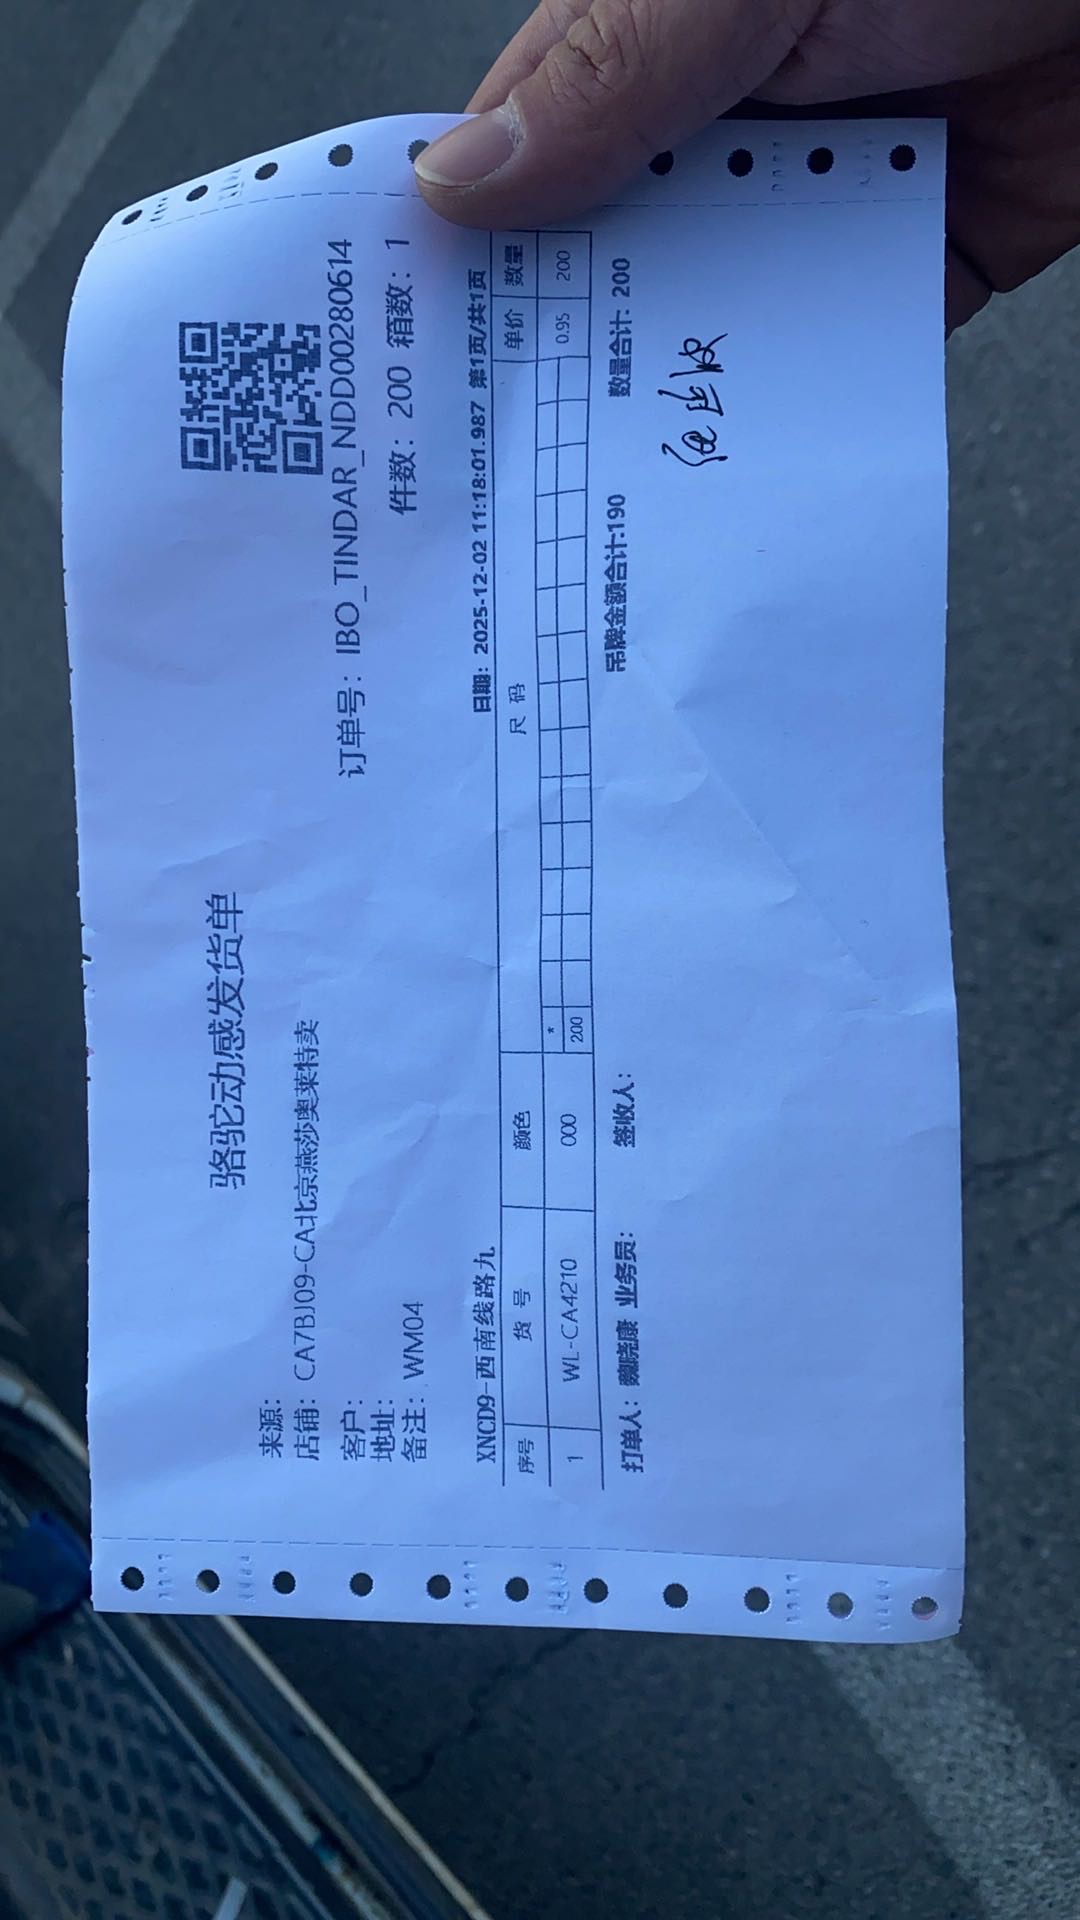 骆驼动感发货单
来源:
店铺: CA7BJ09-CA北京燕莎奥莱特卖
订单号: IBO_TINDAR_NDD00280614
客户:
地址:
备注: WM04
件数: 200 箱数: 1
XNCD9-西南线路九 日期: 2025-12-02 11:18:01.987 第1页/共1页
序号 货号 颜色 尺码 单价 数量
1 WL-CA4210 000 * 0.95 200
200
打单人: 魏晓康 业务员: 签收人: 吊牌金额合计:190 数量合计: 200